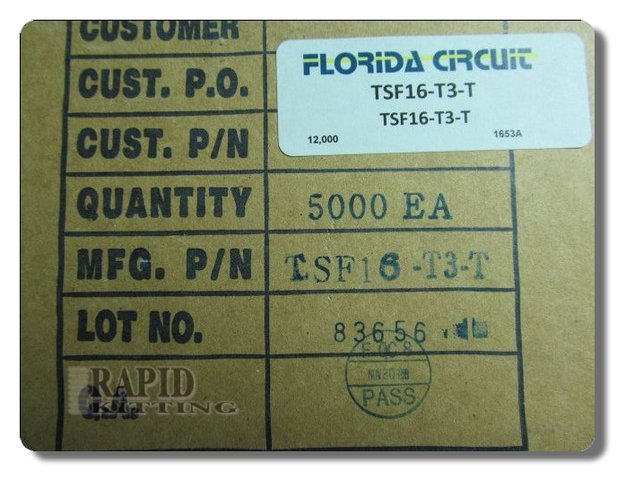 CUSTOMER
CUST. P.O.
FLORIDA CIRCUIT
TSF16-T3-T
TSF16-T3-T
12,000 1653A
CUST. P/N
QUANTITY 5000 EA
MFG. P/N TSF16-T3-T
LOT NO. 83656
PASS
RAPID
KITTING